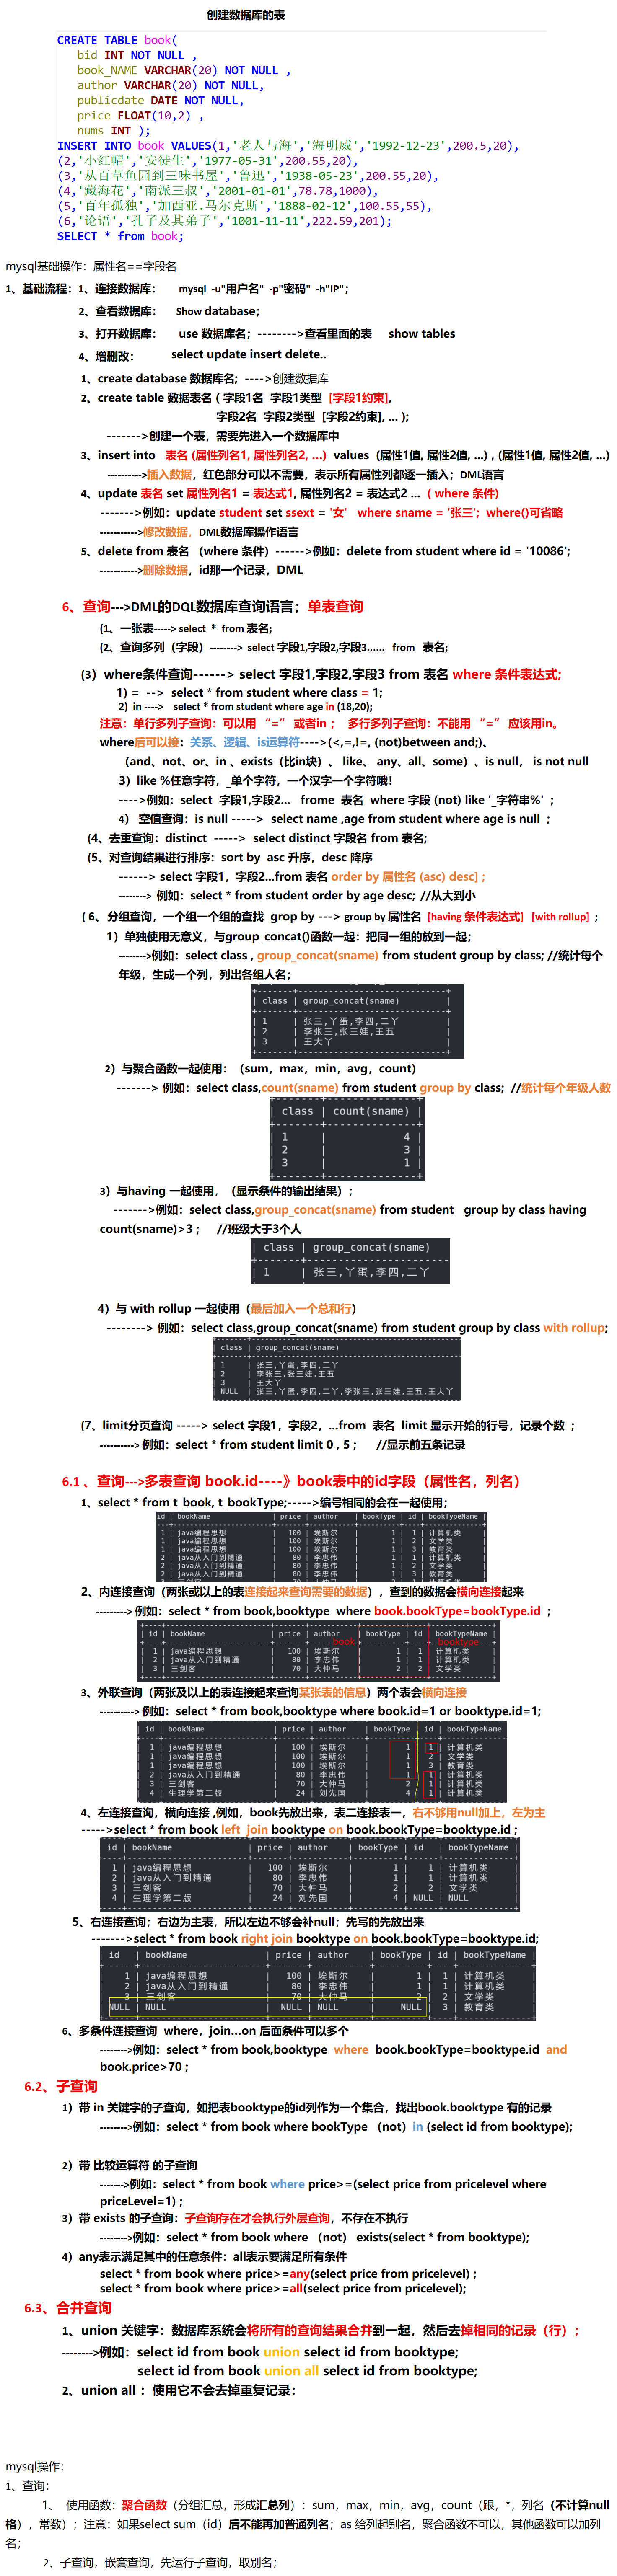 创建数据库的表
CREATE TABLE book(
bid INT NOT NULL ,
book_NAME VARCHAR(20) NOT NULL ,
author VARCHAR(20) NOT NULL,
publicdate DATE NOT NULL,
price FLOAT(10,2) ,
nums INT );
INSERT INTO book VALUES(1,'老人与海','海明威','1992-12-23',200.5,20),
(2,'小红帽','安徒生','1977-05-31',200.55,20),
(3,'从百草鱼园到三味书屋','鲁迅','1938-05-23',200.55,20),
(4,'藏海花','南派三叔','2001-01-01',78.78,1000),
(5,'百年孤独','加西亚.马尔克斯','1888-02-12',100.55,55),
(6,'论语','孔子及其弟子','1001-11-11',222.59,201);
SELECT * from book;
mysql基础操作：属性名==字段名
1、基础流程：1、连接数据库： mysql -u"用户名" -p"密码" -h"IP"；
2、查看数据库： Show database；
3、打开数据库： use 数据库名；-------->查看里面的表 show tables
4、增删改： select update insert delete..
1、create database 数据库名; ---->创建数据库
2、create table 数据表名 ( 字段1名 字段1类型 [字段1约束],
字段2名 字段2类型 [字段2约束], ... );
------->创建一个表，需要先进入一个数据库中
3、insert into 表名 (属性列名1, 属性列名2, ...) values (属性1值, 属性2值, ...) , (属性1值, 属性2值, ...)
---------->插入数据，红色部分可以不需要，表示所有属性列都逐一插入；DML语言
4、update 表名 set 属性列名1 = 表达式1, 属性列名2 = 表达式2 ... ( where 条件)
------->例如：update student set ssext = '女' where sname = '张三'；where()可省略
----------->修改数据，DML数据库操作语言
5、delete from 表名 （where 条件）------>例如：delete from student where id = '10086';
----------->删除数据，id那一个记录，DML
6、查询--->DML的DQL数据库查询语言；单表查询
(1、一张表-----> select * from 表名;
(2、查询多列（字段）--------> select 字段1,字段2,字段3…… from 表名;
(3）where条件查询------> select 字段1,字段2,字段3 from 表名 where 条件表达式;
1) = --> select * from student where class = 1;
2) in ----> select * from student where age in (18,20);
注意：单行多列子查询：可以用 “=” 或者in ； 多行多列子查询：不能用 “=” 应该用in。
where后可以接：关系、逻辑、is运算符---->(<,=,!=, (not)between and;)、
（and、not、or、in 、exists（比in块）、 like、 any、all、some）、is null， is not null
3）like %任意字符，_单个字符，一个汉字一个字符哦！
---->例如：select 字段1,字段2... frome 表名 where 字段 (not) like '_字符串%' ；
4） 空值查询：is null -----> select name ,age from student where age is null ；
(4、去重查询：distinct -----> select distinct 字段名 from 表名;
(5、对查询结果进行排序：sort by asc 升序，desc 降序
------> select 字段1，字段2...from 表名 order by 属性名 (asc) desc] ;
--------> 例如：select * from student order by age desc; //从大到小
( 6、分组查询，一个组一个组的查找 grop by ---> group by 属性名 [having 条件表达式] [with rollup] ；
1）单独使用无意义，与group_concat()函数一起：把同一组的放到一起；
-------->例如：select class , group_concat(sname) from student group by class; //统计每个
年级，生成一个列，列出各组人名；
| class | group_concat(sname) |
| 1 | 张三,丫蛋,李四,二丫 |
| 2 | 李张三,张三娃,王五 |
| 3 | 王大丫 |
2）与聚合函数一起使用：（sum，max，min，avg，count）
-------> 例如：select class,count(sname) from student group by class; //统计每个年级人数
| class | count(sname) |
| 1 | 4 |
| 2 | 3 |
| 3 | 1 |
3）与having 一起使用，（显示条件的输出结果）；
------->例如：select class,group_concat(sname) from student group by class having
count(sname)>3 ; //班级大于3个人
| class | group_concat(sname)
| 1 | 张三,丫蛋,李四,二丫
4）与 with rollup 一起使用（最后加入一个总和行）
--------> 例如：select class,group_concat(sname) from student group by class with rollup;
| class | group_concat(sname)
| 1 | 张三,丫蛋,李四,二丫
| 2 | 李张三,张三娃,王五
| 3 | 王大丫
| NULL | 张三,丫蛋,李四,二丫,李张三,张三娃,王五,王大丫
(7、limit分页查询 -----> select 字段1，字段2，...from 表名 limit 显示开始的行号，记录个数 ；
----------> 例如：select * from student limit 0 , 5 ; //显示前五条记录
6.1 、查询--->多表查询 book.id----》book表中的id字段（属性名，列名）
1、select * from t_book, t_bookType;----->编号相同的会在一起使用；
id | bookName | price | author | bookType | id | bookTypeName |
1 | java编程思想 | 100 | 埃斯尔 | 1 | 1 | 计算机类
1 | java编程思想 | 100 | 埃斯尔 | 1 | 2 | 文学类
1 | java编程思想 | 100 | 埃斯尔 | 1 | 3 | 教育类
2 | java从入门到精通 | 80 | 李忠伟 | 1 | 1 | 计算机类
2 | java从入门到精通 | 80 | 李忠伟 | 1 | 2 | 文学类
2 | java从入门到精通 | 80 | 李忠伟 | 1 | 3 | 教育类
2、内连接查询（两张或以上的表连接起来查询需要的数据），查到的数据会横向连接起来
---------> 例如：select * from book,booktype where book.bookType=bookType.id ；
| id | bookName | price | author | bookType | id | bookTypeName |
| 1 | java编程思想 | 100 | 埃斯尔 | 1 | 1 | 计算机类
| 2 | java从入门到精通 | 80 | 李忠伟 | 1 | 1 | 计算机类
| 3 | 三剑客 | 70 | 大仲马 | 2 | 2 | 文学类
3、外联查询（两张及以上的表连接起来查询某张表的信息）两个表会横向连接
----------> 例如：select * from book,booktype where book.id=1 or booktype.id=1;
| id | bookName | price | author | bookType | id | bookTypeName
| 1 | java编程思想 | 100 | 埃斯尔 | 1 | 1 | 计算机类
| 1 | java编程思想 | 100 | 埃斯尔 | 1 | 2 | 文学类
| 1 | java编程思想 | 100 | 埃斯尔 | 1 | 3 | 教育类
| 2 | java从入门到精通 | 80 | 李忠伟 | 1 | 1 | 计算机类
| 3 | 三剑客 | 70 | 大仲马 | 2 | 1 | 计算机类
| 4 | 生理学第二版 | 24 | 刘先国 | 4 | 1 | 计算机类
4、左连接查询，横向连接 ,例如，book先放出来，表二连接表一，右不够用null加上，左为主
----->select * from book left join booktype on book.bookType=booktype.id ;
id | bookName | price | author | bookType | id | bookTypeName |
1 | java编程思想 | 100 | 埃斯尔 | 1 | 1 | 计算机类
2 | java从入门到精通 | 80 | 李忠伟 | 1 | 1 | 计算机类
3 | 三剑客 | 70 | 大仲马 | 2 | 2 | 文学类
4 | 生理学第二版 | 24 | 刘先国 | 4 | NULL | NULL
5、右连接查询；右边为主表，所以左边不够会补null；先写的先放出来
------->select * from book right join booktype on book.bookType=booktype.id;
| id | bookName | price | author | bookType | id | bookTypeName |
| 1 | java编程思想 | 100 | 埃斯尔 | 1 | 1 | 计算机类
| 2 | java从入门到精通 | 80 | 李忠伟 | 1 | 1 | 计算机类
| 3 | 三剑客 | 70 | 大仲马 | 2 | 2 | 文学类
| NULL | NULL | NULL | NULL | NULL | 3 | 教育类
6、多条件连接查询 where，join...on 后面条件可以多个
-------->例如：select * from book,booktype where book.bookType=booktype.id and
book.price>70 ;
6.2、子查询
1）带 in 关键字的子查询，如把表booktype的id列作为一个集合，找出book.booktype 有的记录
-------->例如：select * from book where bookType （not）in (select id from booktype);
2）带 比较运算符 的子查询
------->例如：select * from book where price>=(select price from pricelevel where
priceLevel=1) ;
3）带 exists 的子查询：子查询存在才会执行外层查询，不存在不执行
-------->例如：select * from book where （not） exists(select * from booktype);
4）any表示满足其中的任意条件：all表示要满足所有条件
select * from book where price>=any(select price from pricelevel) ;
select * from book where price>=all(select price from pricelevel);
6.3、合并查询
1、union 关键字：数据库系统会将所有的查询结果合并到一起，然后去掉相同的记录（行）；
-------->例如：select id from book union select id from booktype;
select id from book union all select id from booktype;
2、union all ：使用它不会去掉重复记录：
mysql操作：
1、查询：
1、 使用函数：聚合函数（分组汇总，形成汇总列）：sum，max，min，avg，count（跟，*，列名（不计算null
格），常数）；注意：如果select sum（id）后不能再加普通列名；as 给列起别名，聚合函数不可以，其他函数可以加列
名；
2、子查询，嵌套查询，先运行子查询，取别名；